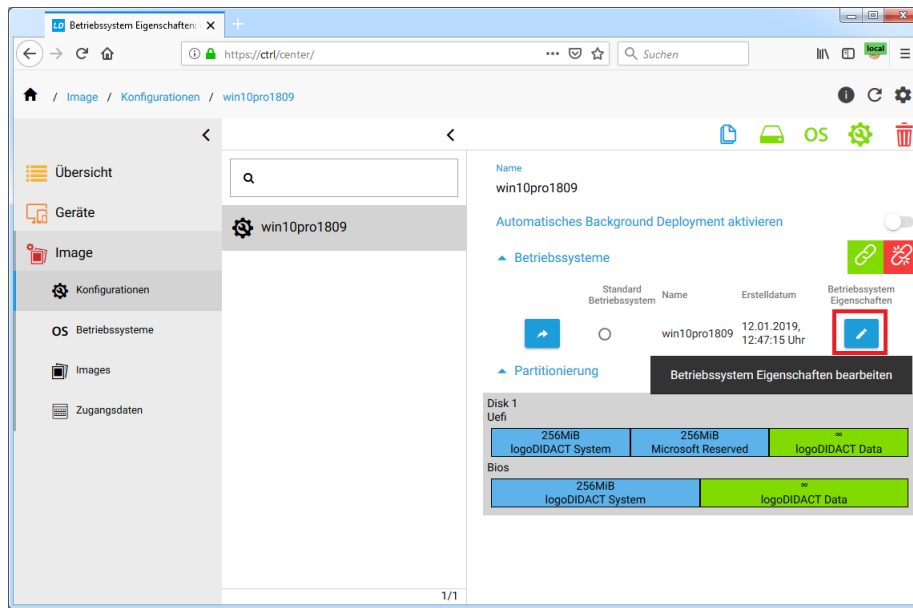 LD Betriebssystem Eigenschaften:
https://ctrl/center/
Suchen
local
/ Image / Konfigurationen / win10pro1809
OS
Übersicht
Geräte
Image
Konfigurationen
OS Betriebssysteme
Images
Zugangsdaten
win10pro1809
1/1
Name
win10pro1809
Automatisches Background Deployment aktivieren
Betriebssysteme
Standard Betriebssystem
Name
Erstelldatum
Betriebssystem Eigenschaften
win10pro1809
12.01.2019,
12:47:15 Uhr
Partitionierung
Betriebssystem Eigenschaften bearbeiten
Disk 1
Uefi
256MiB
logoDIDACT System
256MiB
Microsoft Reserved
∞
logoDIDACT Data
Bios
256MiB
logoDIDACT System
∞
logoDIDACT Data